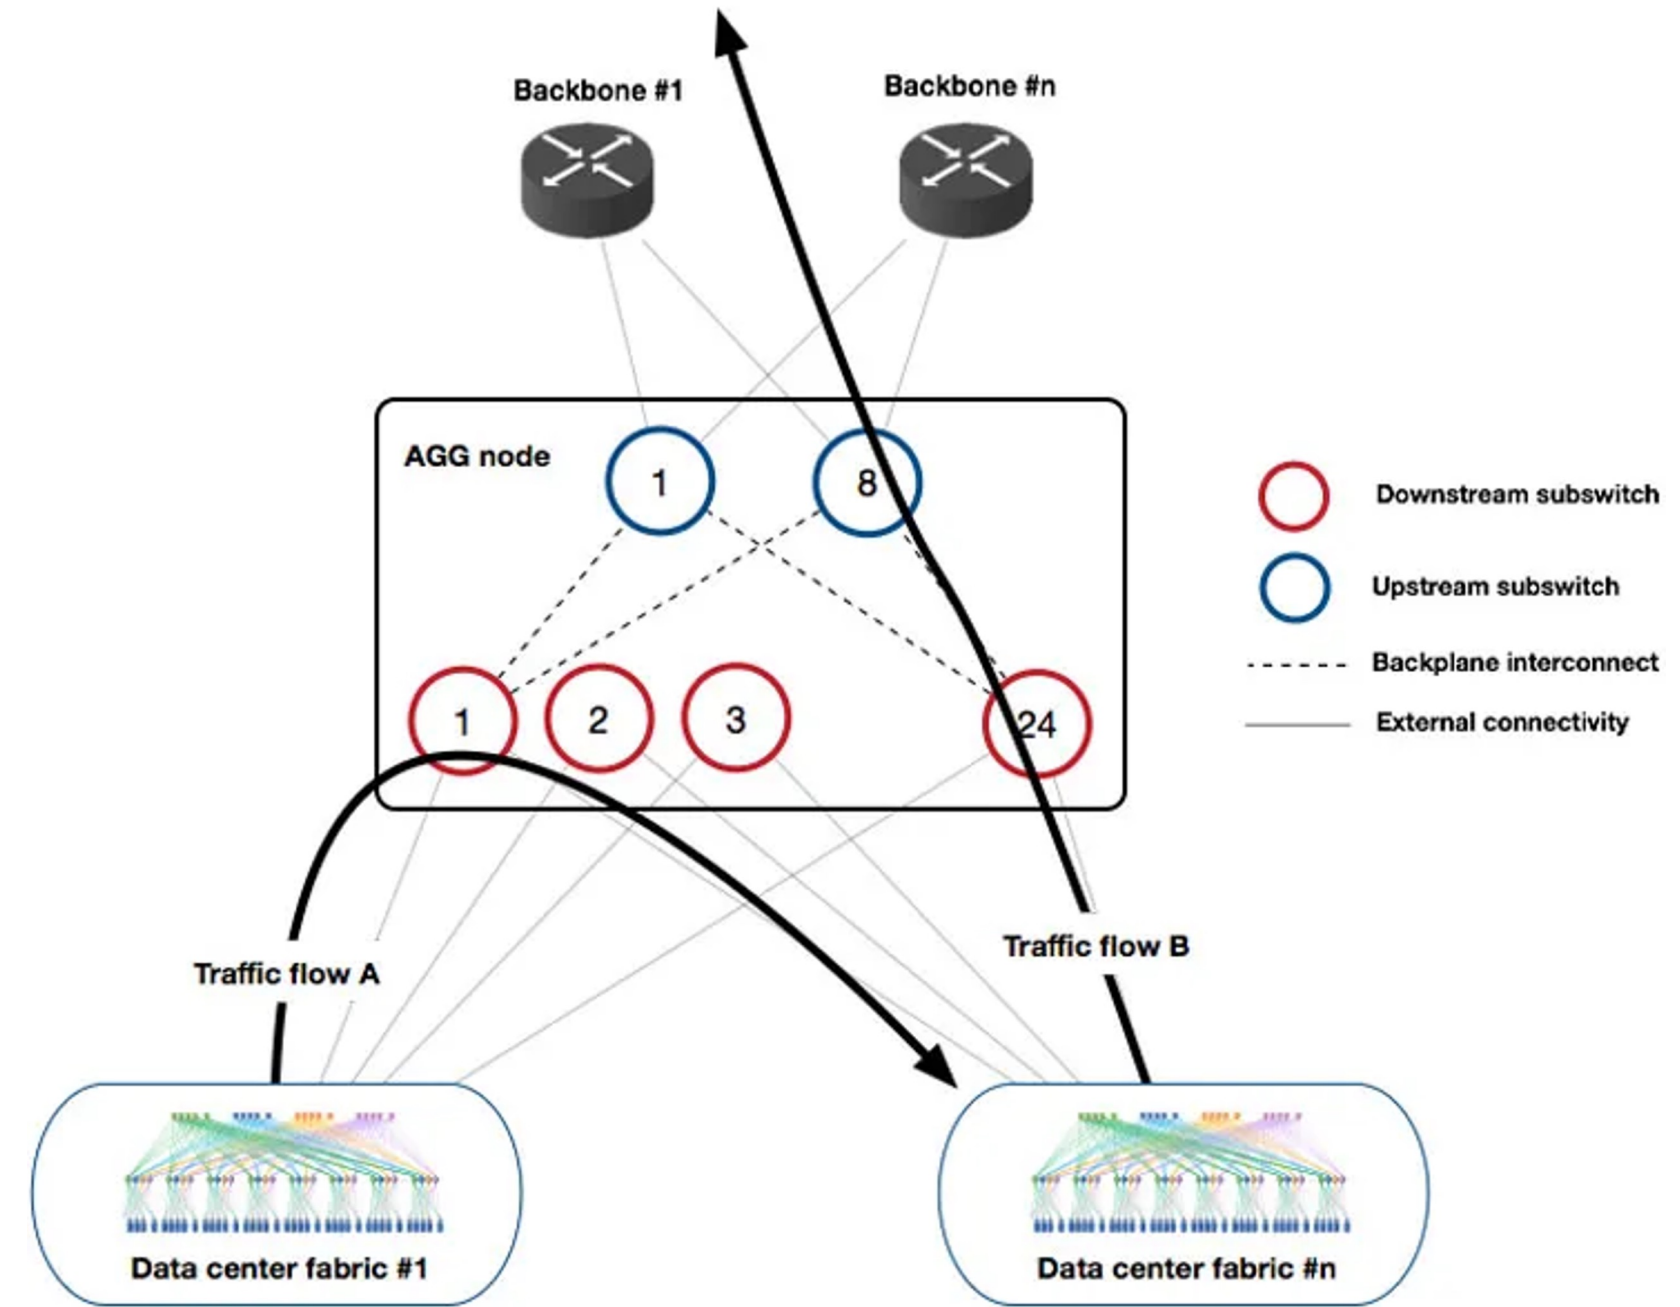 Backbone #1
Backbone #n
AGG node
1
8
Downstream subswitch
Upstream subswitch
Backplane interconnect
External connectivity
1
2
3
24
Traffic flow A
Traffic flow B
Data center fabric #1
Data center fabric #n